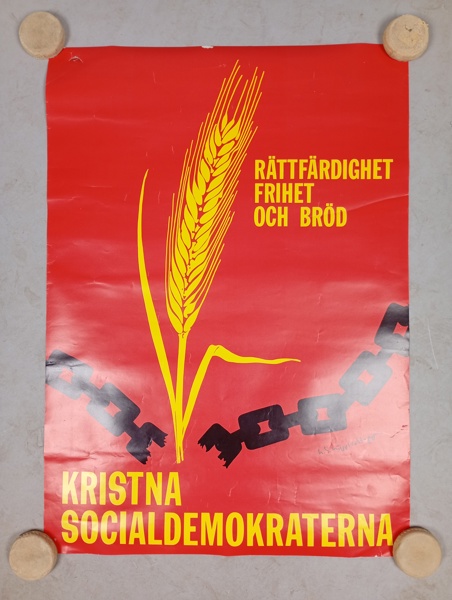 RÄTTFÄRDIGHET
FRIHET
OCH BRÖD
KRISTNA
SOCIALDEMOKRATERNA